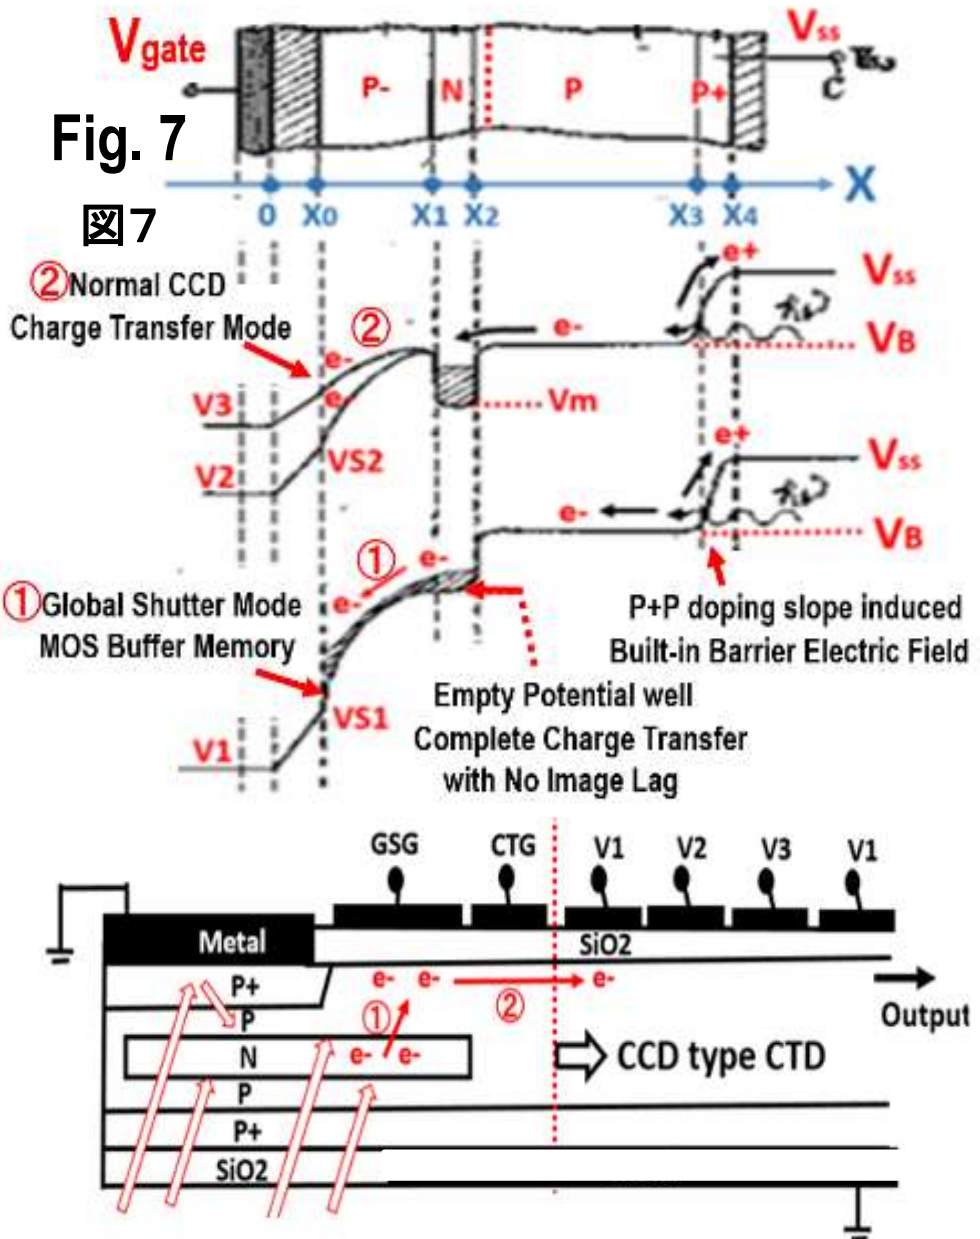 Vgate
Vss
P- N P P+
C
Fig. 7
0 X0 X1 X2 X3 X4 X
図7
②Normal CCD
Charge Transfer Mode
②
e-
e
e-
e+
Vss
VB
V3
Vm
V2
VS2
e+
Vss
e-
VB
①
e-
e-
①Global Shutter Mode
MOS Buffer Memory
P+P doping slope induced
Built-in Barrier Electric Field
VS1
V1
Empty Potential well
Complete Charge Transfer
with No Image Lag
GSG CTG V1 V2 V3 V1
Metal
SiO2
P+
e- e- e-
②
Output
P
①
N
e- e-
CCD type CTD
P
P+
SiO2